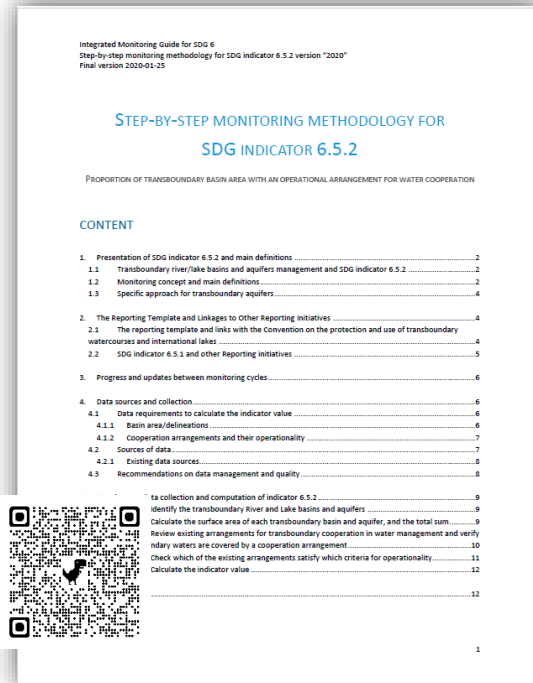 Integrated Monitoring Guide for SDG 6
Step-by-step monitoring methodology for SDG indicator 6.5.2 version "2020"
Final version 2020-01-25
STEP-BY-STEP MONITORING METHODOLOGY FOR
SDG INDICATOR 6.5.2
PROPORTION OF TRANSBOUNDARY BASIN AREA WITH AN OPERATIONAL ARRANGEMENT FOR WATER COOPERATION
CONTENT
1. Presentation of SDG indicator 6.5.2 and main definitions ....................2
1.1 Transboundary river/lake basins and aquifers management and SDG indicator 6.5.2 ....................2
1.2 Monitoring concept and main definitions....................2
1.3 Specific approach for transboundary aquifers....................4
2. The Reporting Template and Linkages to Other Reporting Initiatives ....................4
2.1 The reporting template and links with the Convention on the protection and use of transboundary
watercourses and international lakes ....................4
2.2 SDG indicator 6.5.1 and other Reporting initiatives ....................5
3. Progress and updates between monitoring cycles....................6
4. Data sources and collection....................6
4.1 Data requirements to calculate the indicator value ....................6
4.1.1 Basin area/delineations ....................6
4.1.2 Cooperation arrangements and their operationality ....................7
4.2 Sources of data....................7
4.2.1 Existing data sources....................8
4.3 Recommendations on data management and quality....................8
ta collection and computation of indicator 6.5.2....................9
identify the transboundary River and Lake basins and aquifers ....................9
Calculate the surface area of each transboundary basin and aquifer, and the total sum....................9
Review existing arrangements for transboundary cooperation in water management and verify
ndary waters are covered by a cooperation arrangement....................10
Check which of the existing arrangements satisfy which criteria for operationality....................11
Calculate the indicator value ....................12
....................12
1